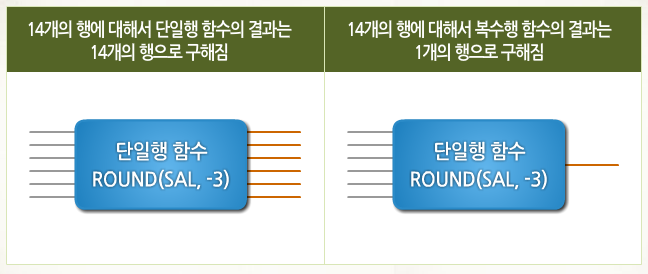 14개의 행에 대해서 단일행 함수의 결과는
14개의 행으로 구해짐
14개의 행에 대해서 복수행 함수의 결과는
1개의 행으로 구해짐
단일행 함수
ROUND(SAL, -3)
단일행 함수
ROUND(SAL, -3)